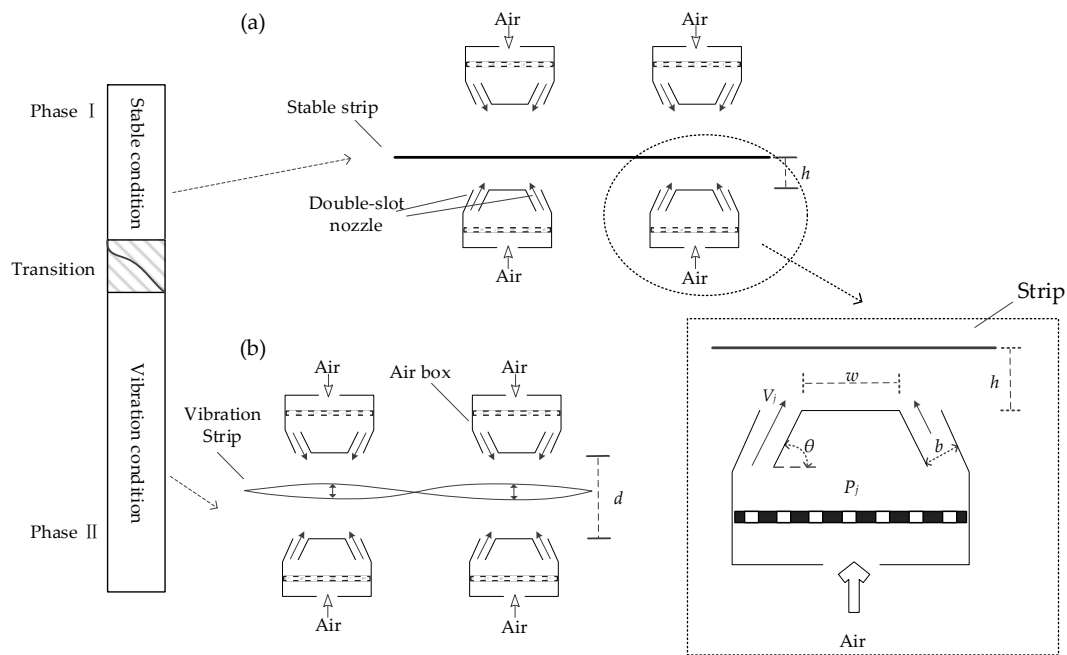 (a)
Air
Air
Phase Ⅰ
Stable condition
Stable strip
h
Double-slot
nozzle
Transition
Air
Air
Strip
(b)
Air
Air
Air box
Vibration
Strip
Vibration condition
d
Phase Ⅱ
Air
Air
w
h
Vj
θ
b
Pj
Air